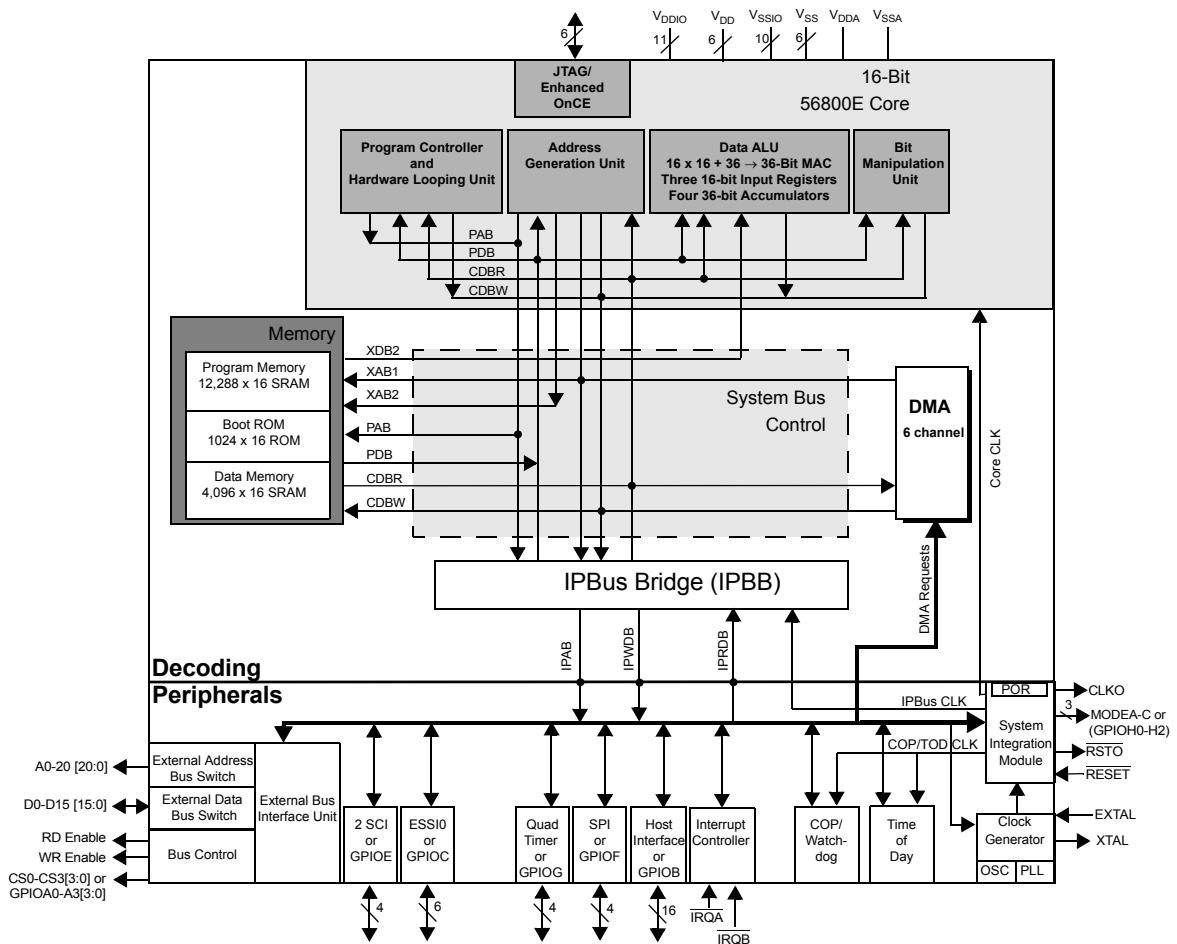 6
VDDIO
VDD
VSSIO
VSS
VDDA
VSSA
11
6
10
6
JTAG/
Enhanced
OnCE
16-Bit
56800E Core
Program Controller
and
Hardware Looping Unit
Address
Generation Unit
Data ALU
16 x 16 + 36 → 36-Bit MAC
Three 16-bit Input Registers
Four 36-bit Accumulators
Bit
Manipulation
Unit
PAB
PDB
CDBR
CDBW
Memory
Program Memory
12,288 x 16 SRAM
Boot ROM
1024 x 16 ROM
Data Memory
4,096 x 16 SRAM
XDB2
XAB1
XAB2
PAB
PDB
CDBR
CDBW
System Bus
Control
DMA
6 channel
Core CLK
IPBus Bridge (IPBB)
DMA Requests
IPAB
IPWDB
IPRDB
Decoding
Peripherals
IPBus CLK
COP/TOD CLK
POR
System
Integration
Module
CLKO
3
MODEA-C or
(GPIOH0-H2)
RSTO
RESET
EXTAL
XTAL
Clock
Generator
OSC
PLL
A0-20 [20:0]
D0-D15 [15:0]
RD Enable
WR Enable
CS0-CS3[3:0] or
GPIOA0-A3[3:0]
External Address
Bus Switch
External Data
Bus Switch
Bus Control
External Bus
Interface Unit
2 SCI
or
GPIOE
ESSI0
or
GPIOC
Quad
Timer
or
GPIOG
SPI
or
GPIOF
Host
Interface
or
GPIOB
Interrupt
Controller
COP/
Watch-
dog
Time
of
Day
4
6
4
4
16
IRQA
IRQB